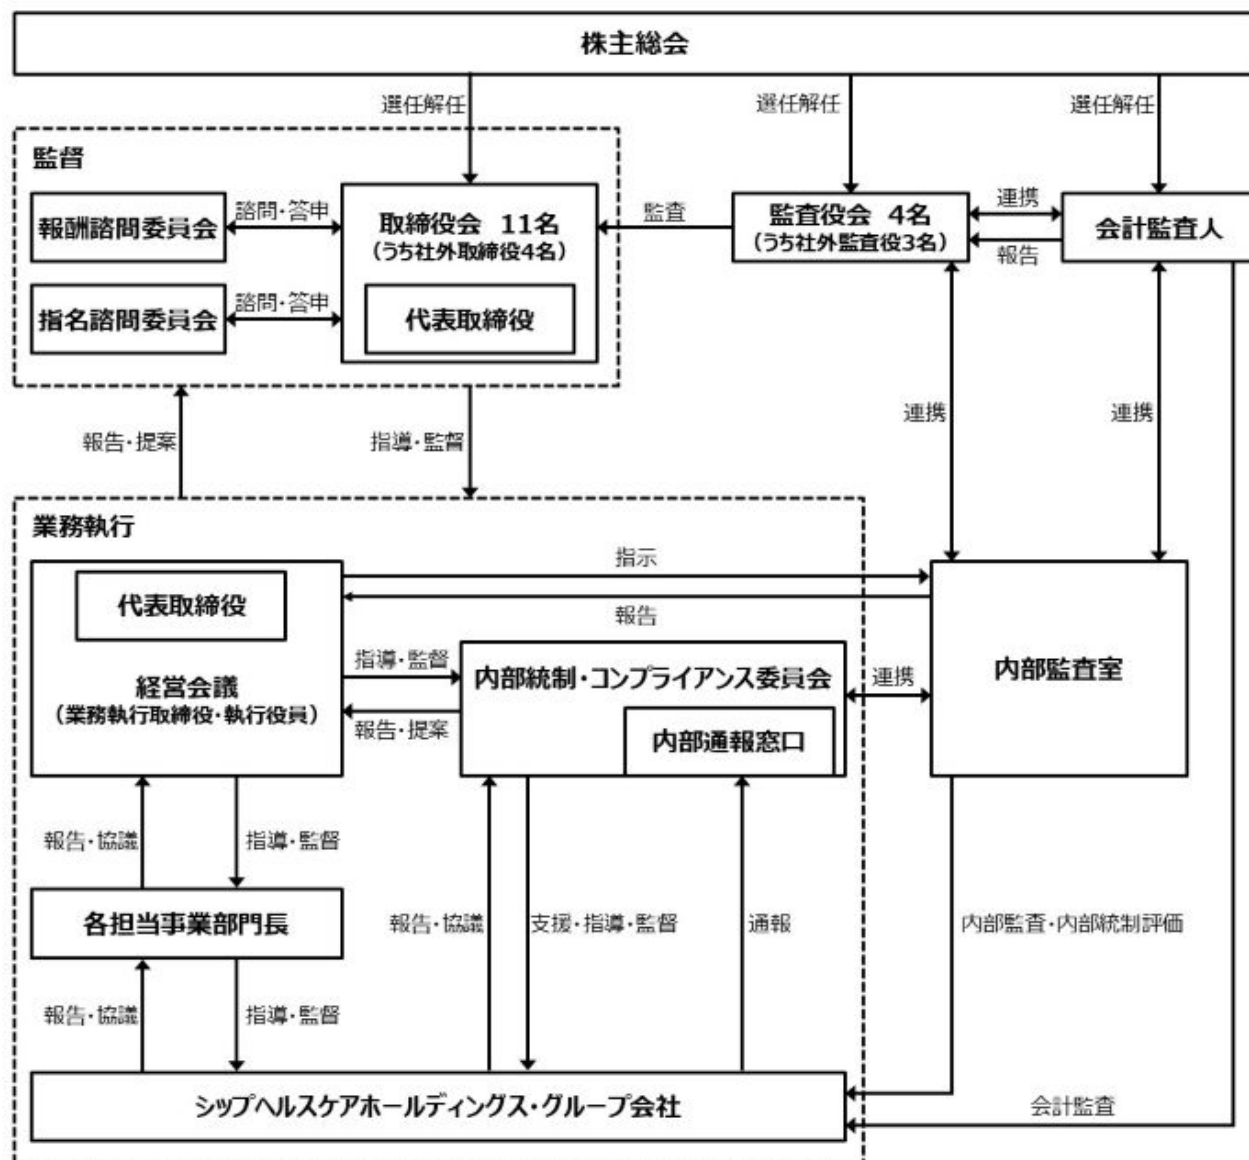 株主総会
選任解任
選任解任
選任解任
監督
報酬諮問委員会
諮問・答申
取締役会 11名
(うち社外取締役4名)
監査
監査役会 4名
(うち社外監査役3名)
連携
報告
会計監査人
指名諮問委員会
諮問・答申
代表取締役
報告・提案
指導・監督
連携
連携
業務執行
代表取締役
経営会議
(業務執行取締役・執行役員)
指示
報告
指導・監督
報告・提案
内部統制・コンプライアンス委員会
内部通報窓口
連携
内部監査室
報告・協議
指導・監督
各担当事業部門長
報告・協議
支援・指導・監督
通報
内部監査・内部統制評価
報告・協議
指導・監督
シップヘルスケアホールディングス・グループ会社
会計監査